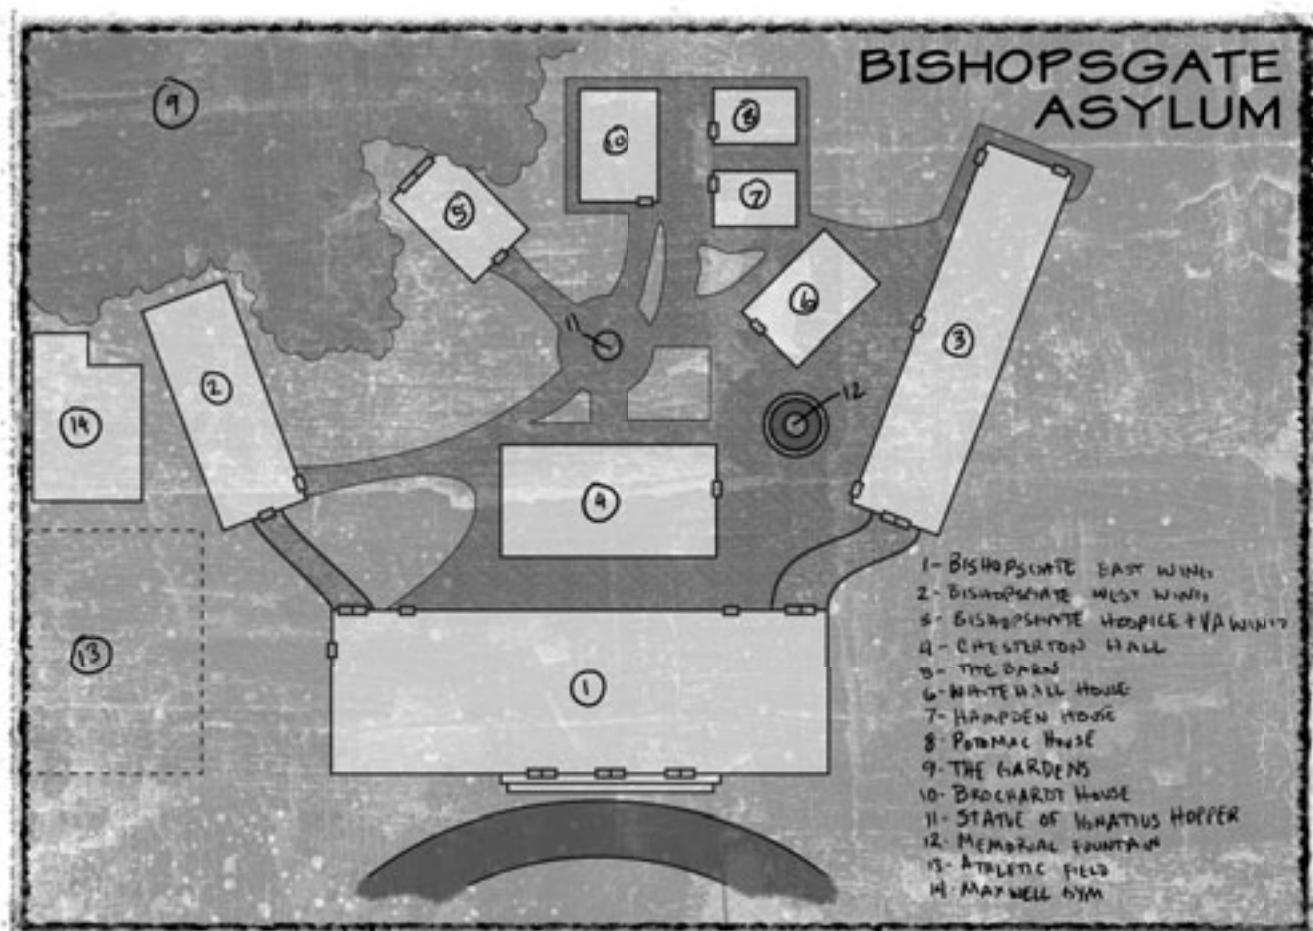 BISHOPSGATE
ASYLUM
9
10
8
7
5
6
11
3
2
12
14
4
13
1
1- BISHOPSGATE EAST WING
2- BISHOPSGATE WEST WING
3- BISHOPSGATE HOSPICE + VA WING
4- CHESTERTON HALL
5- THE BARN
6- WHITEHALL HOUSE
7- HAMPDEN HOUSE
8- POTOMAC HOUSE
9- THE GARDENS
10- BROCHARDT HOUSE
11- STATUE OF IGNATIUS HOPPER
12- MEMORIAL FOUNTAIN
13- ATHLETIC FIELD
14- MAXWELL GYM